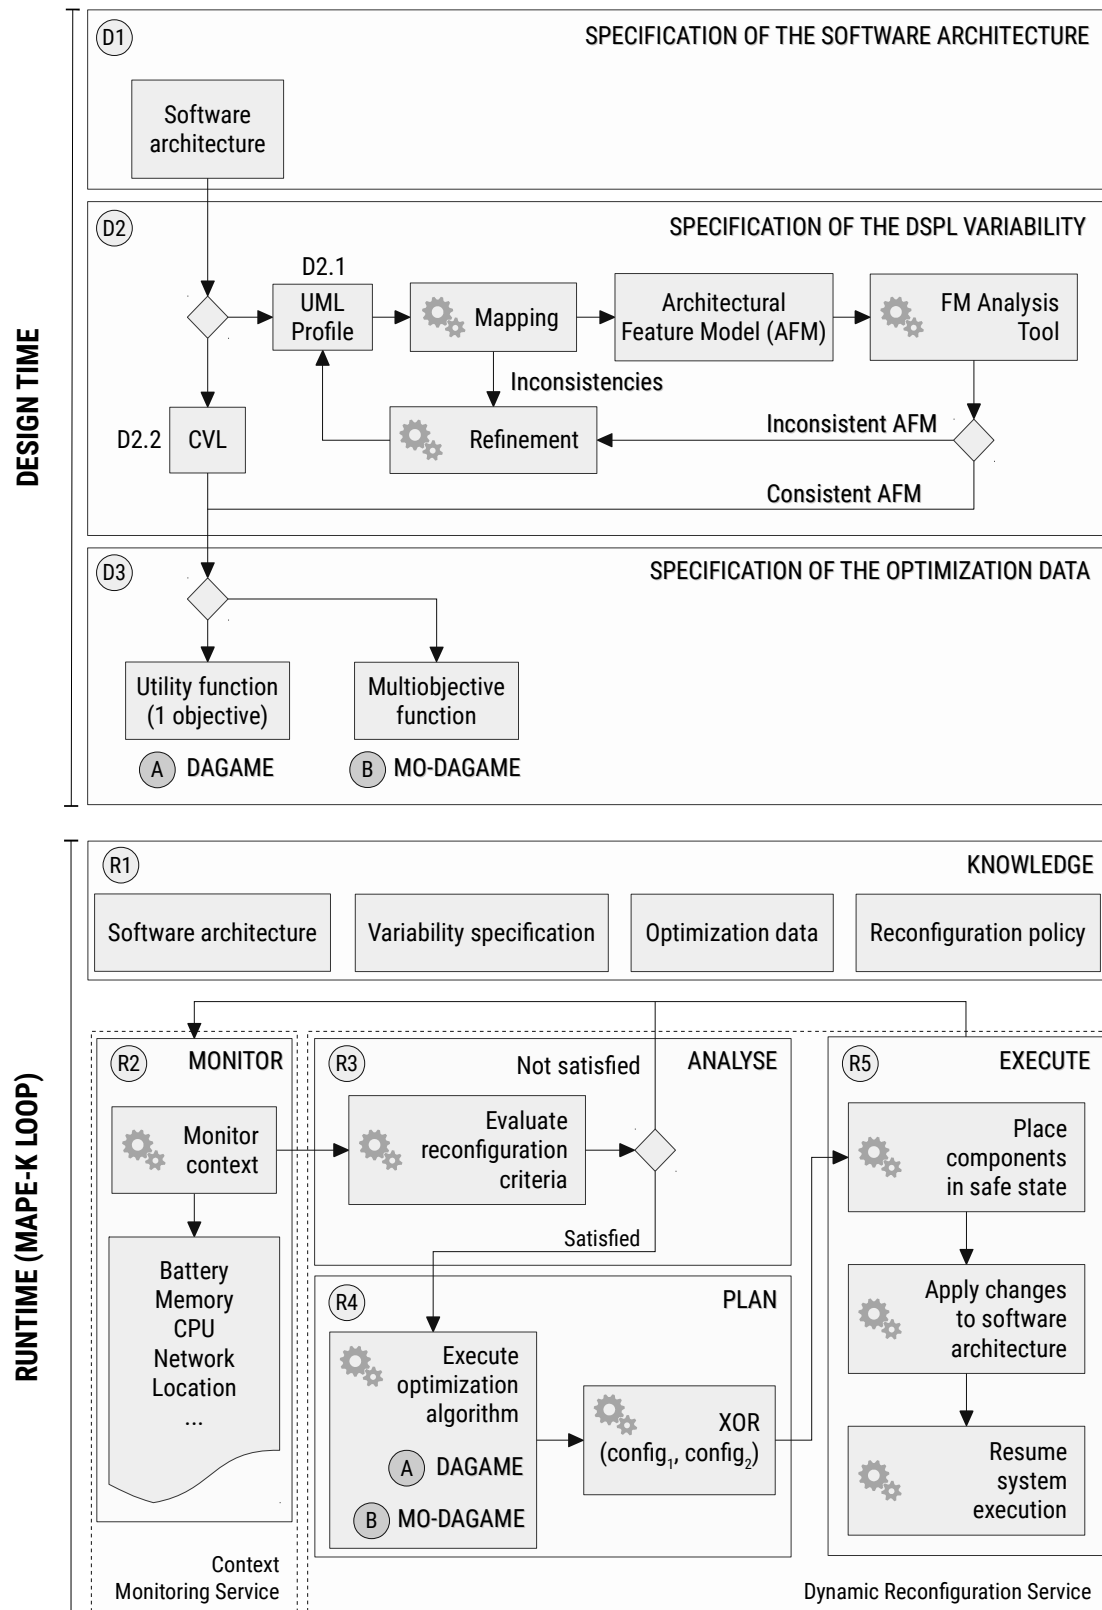 DESIGN TIME
D1
SPECIFICATION OF THE SOFTWARE ARCHITECTURE
Software
architecture
D2
SPECIFICATION OF THE DSPL VARIABILITY
D2.1
UML
Profile
Mapping
Architectural
Feature Model (AFM)
FM Analysis
Tool
Inconsistencies
D2.2
CVL
Refinement
Inconsistent AFM
Consistent AFM
D3
SPECIFICATION OF THE OPTIMIZATION DATA
Utility function
(1 objective)
Multiobjective
function
A DAGAME
B MO-DAGAME
RUNTIME (MAPE-K LOOP)
R1
KNOWLEDGE
Software architecture
Variability specification
Optimization data
Reconfiguration policy
R2
MONITOR
Monitor
context
Battery
Memory
CPU
Network
Location
...
Context
Monitoring Service
R3
ANALYSE
Not satisfied
Evaluate
reconfiguration
criteria
Satisfied
R4
PLAN
Execute
optimization
algorithm
A DAGAME
B MO-DAGAME
XOR
(config₁, config₂)
R5
EXECUTE
Place
components
in safe state
Apply changes
to software
architecture
Resume
system
execution
Dynamic Reconfiguration Service